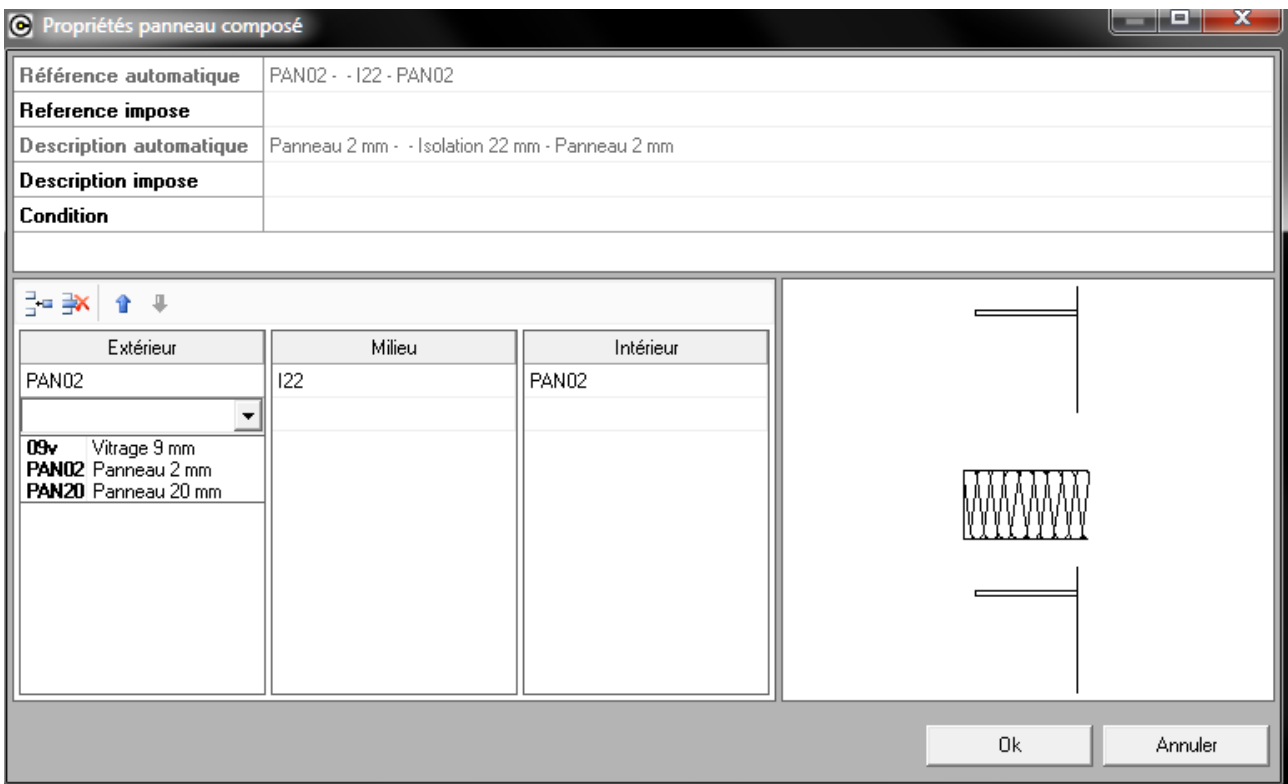 Propriétés panneau composé
Référence automatique PAN02 - - I22 - PAN02
Reference impose
Description automatique Panneau 2 mm - - Isolation 22 mm - Panneau 2 mm
Description impose
Condition
Extérieur Milieu Intérieur
PAN02 I22 PAN02
09v Vitrage 9 mm
PAN02 Panneau 2 mm
PAN20 Panneau 20 mm
Ok Annuler